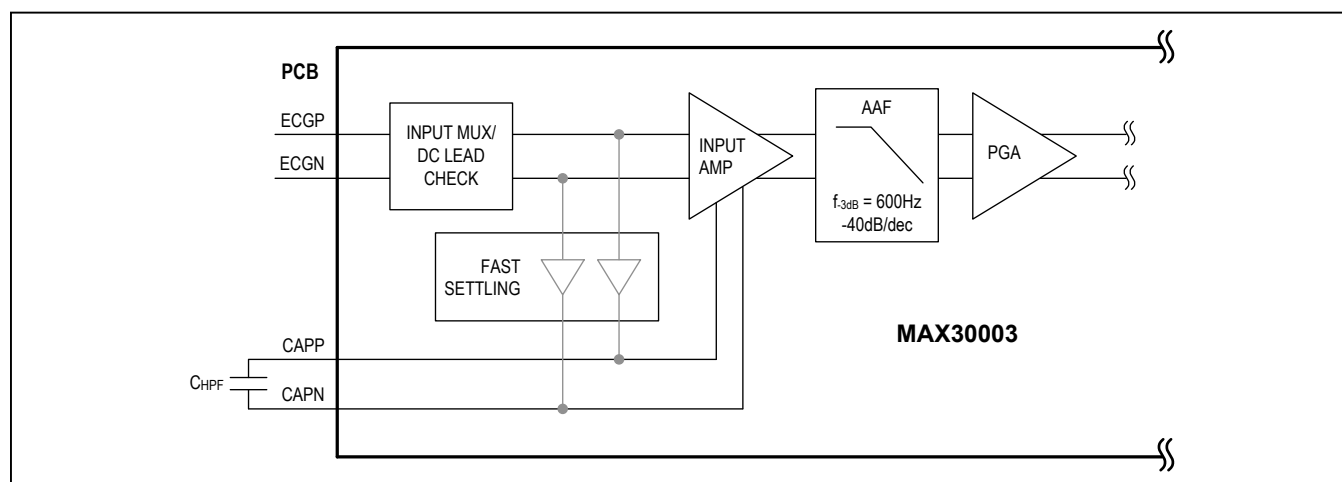 PCB
ECGP
ECGN
INPUT MUX/
DC LEAD
CHECK
INPUT
AMP
AAF
f-3dB = 600Hz
-40dB/dec
PGA
FAST
SETTLING
CAPP
CHPF
CAPN
MAX30003